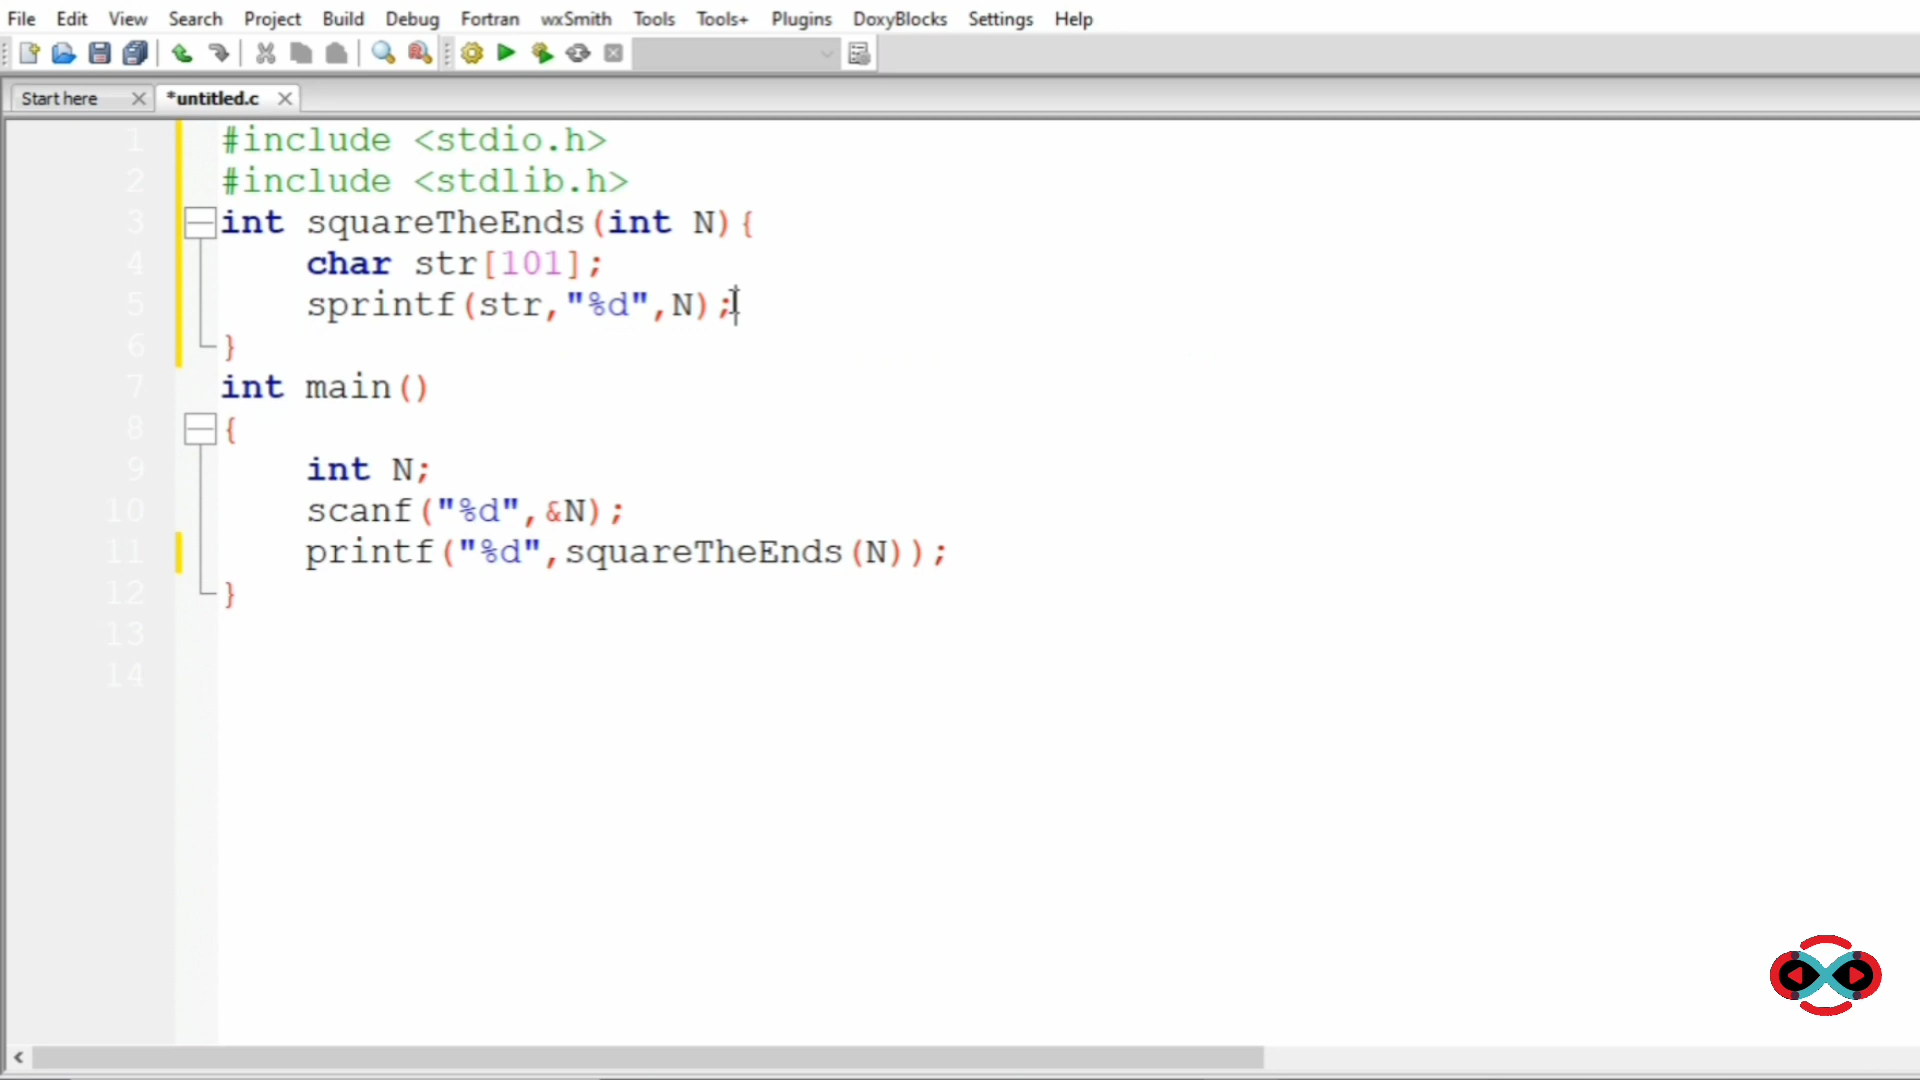 File Edit View Search Project Build Debug Fortran wxSmith Tools Tools+ Plugins DoxyBlocks Settings Help
Start here *untitled.c
1 #include <stdio.h>
2 #include <stdlib.h>
3 int squareTheEnds(int N){
4 char str[101];
5 sprintf(str,"%d",N);
6 }
7 int main()
8 {
9 int N;
10 scanf("%d",&N);
11 printf("%d",squareTheEnds(N));
12 }
13
14